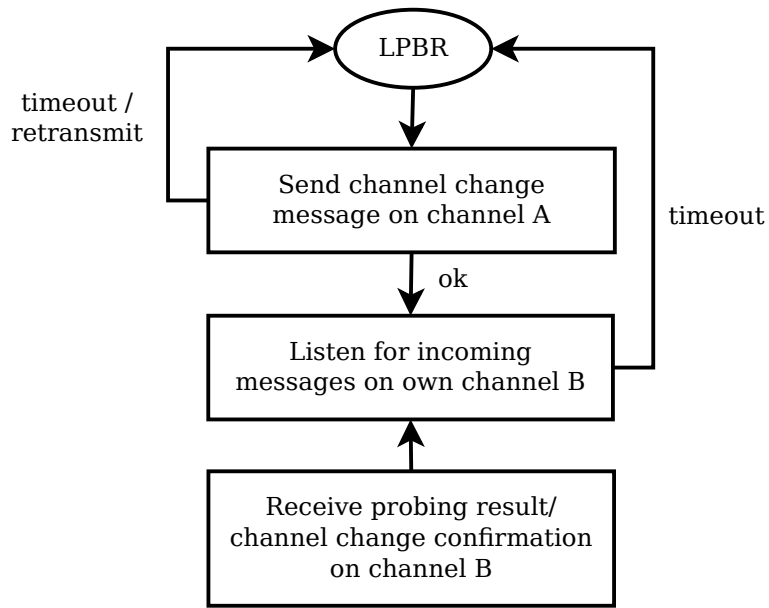 LPBR
timeout /
retransmit
Send channel change
message on channel A
timeout
ok
Listen for incoming
messages on own channel B
Receive probing result/
channel change confirmation
on channel B